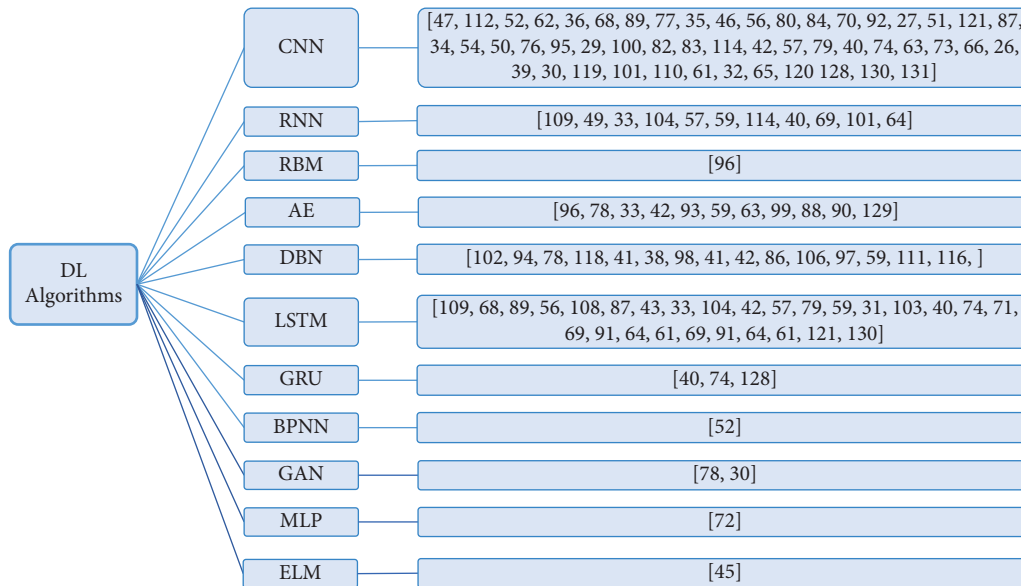 DL
Algorithms
CNN
[47, 112, 52, 62, 36, 68, 89, 77, 35, 46, 56, 80, 84, 70, 92, 27, 51, 121, 87,
34, 54, 50, 76, 95, 29, 100, 82, 83, 114, 42, 57, 79, 40, 74, 63, 73, 66, 26,
39, 30, 119, 101, 110, 61, 32, 65, 120 128, 130, 131]
RNN
[109, 49, 33, 104, 57, 59, 114, 40, 69, 101, 64]
RBM
[96]
AE
[96, 78, 33, 42, 93, 59, 63, 99, 88, 90, 129]
DBN
[102, 94, 78, 118, 41, 38, 98, 41, 42, 86, 106, 97, 59, 111, 116, ]
LSTM
[109, 68, 89, 56, 108, 87, 43, 33, 104, 42, 57, 79, 59, 31, 103, 40, 74, 71,
69, 91, 64, 61, 69, 91, 64, 61, 121, 130]
GRU
[40, 74, 128]
BPNN
[52]
GAN
[78, 30]
MLP
[72]
ELM
[45]